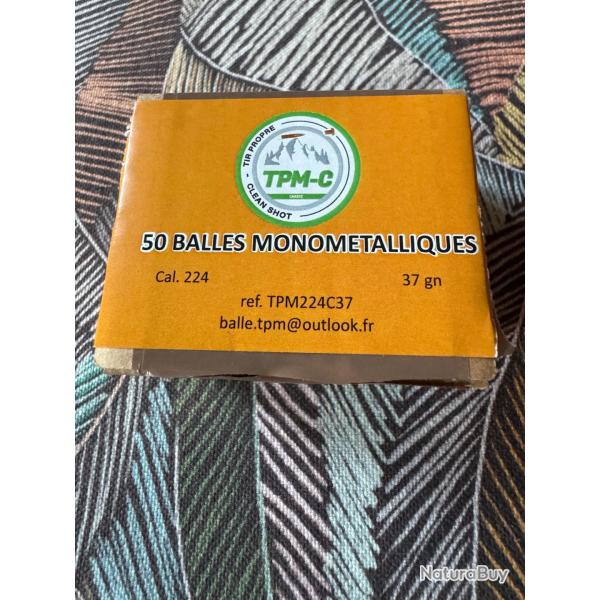 TIR PROPRE
TPM-C
CLEAN SHOT
50 BALLES MONOMETALLIQUES
Cal. 224 37 gn
ref. TPM224C37
balle.tpm@outlook.fr
NaturaBuy